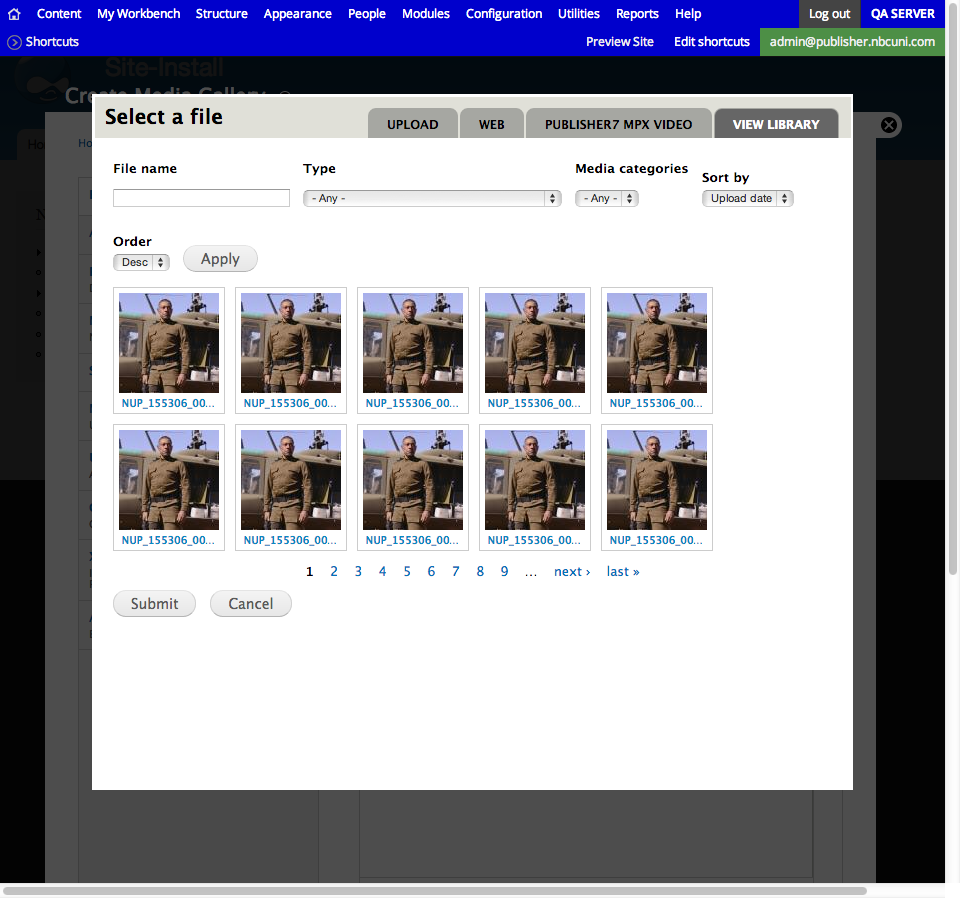 Content My Workbench Structure Appearance People Modules Configuration Utilities Reports Help Log out QA SERVER
Shortcuts Preview Site Edit shortcuts admin@publisher.nbcuni.com
Site-Install
Create Media Gallery
Select a file UPLOAD WEB PUBLISHER7 MPX VIDEO VIEW LIBRARY
File name Type Media categories Sort by
- Any - - Any - Upload date
Order
Desc Apply
NUP_155306_00... NUP_155306_00... NUP_155306_00... NUP_155306_00... NUP_155306_00...
NUP_155306_00... NUP_155306_00... NUP_155306_00... NUP_155306_00... NUP_155306_00...
1 2 3 4 5 6 7 8 9 ... next › last »
Submit Cancel